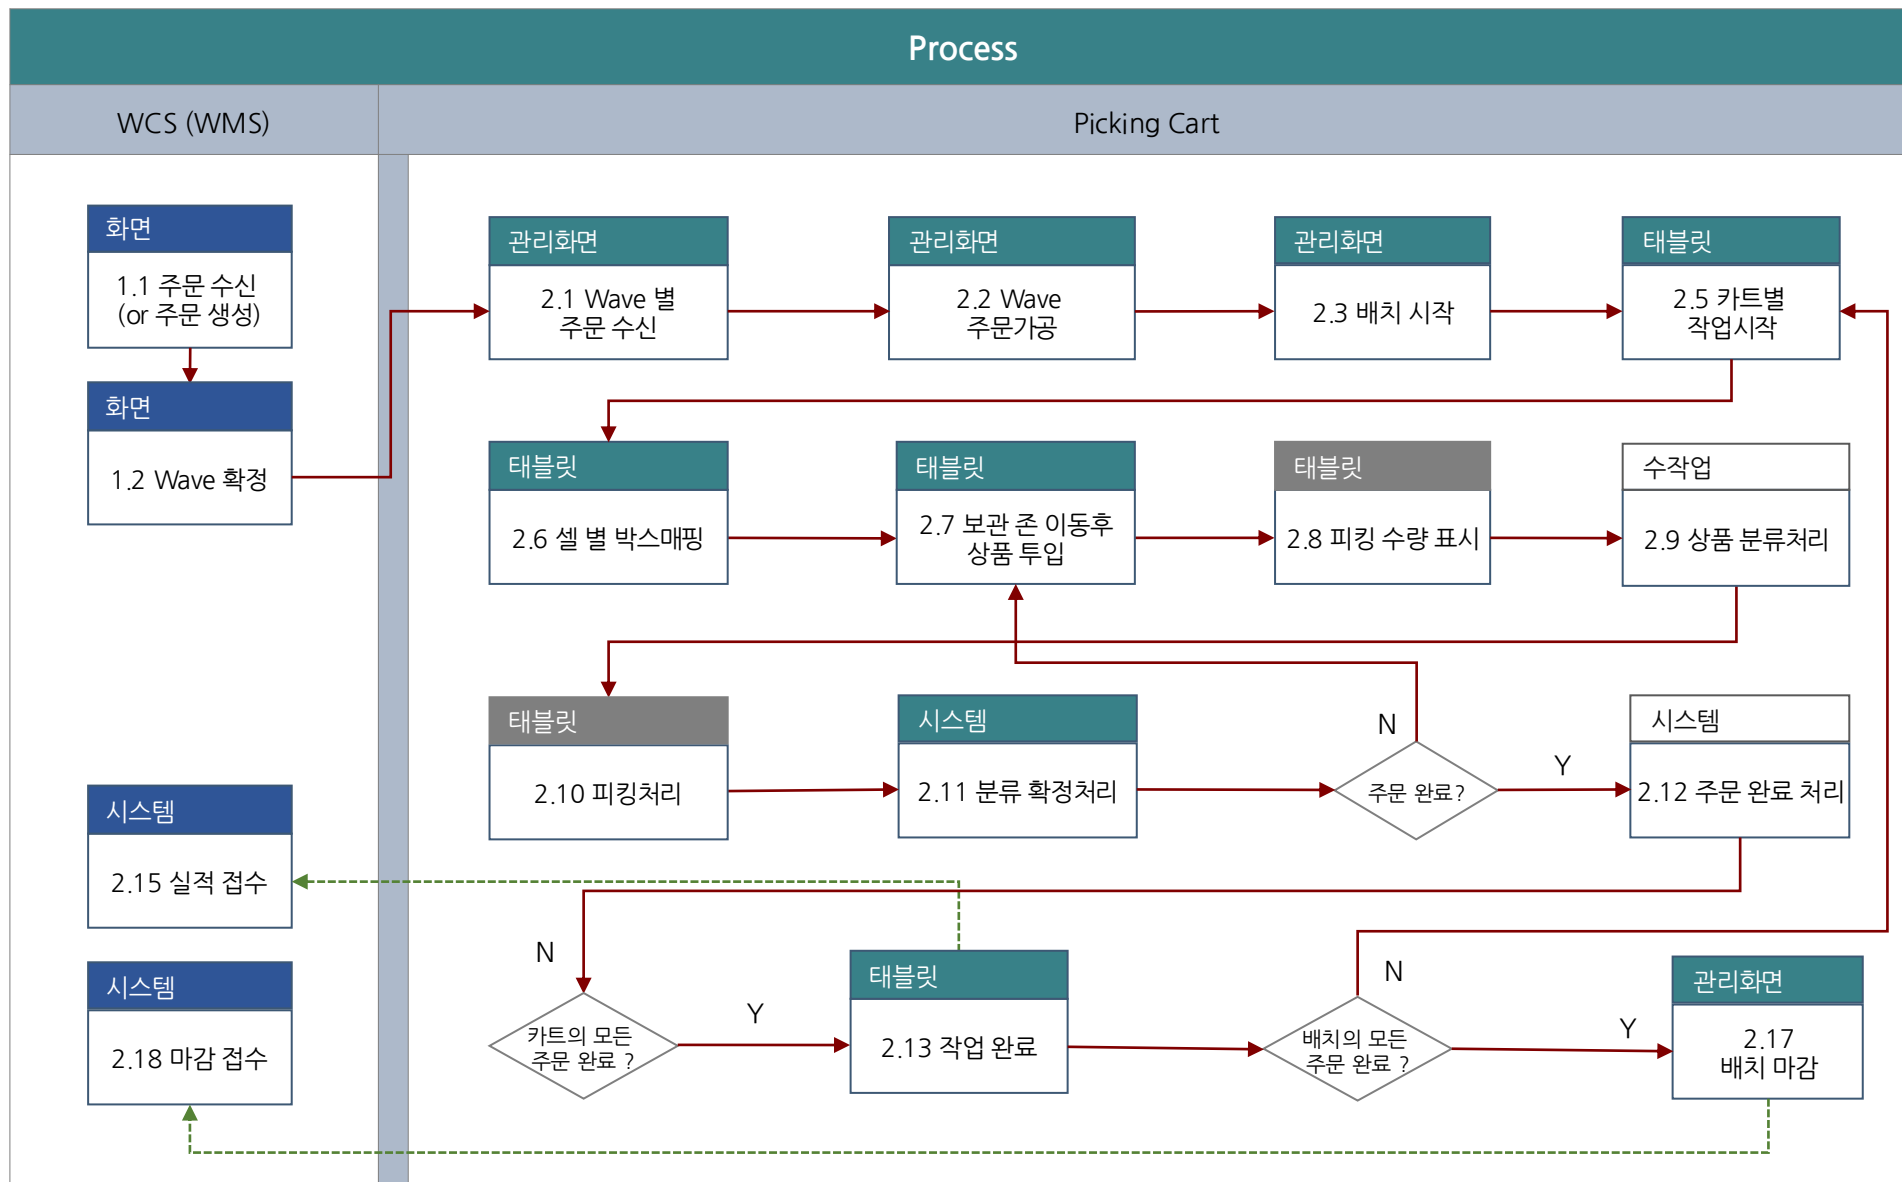 Process
WCS (WMS)
Picking Cart
화면
1.1 주문 수신
(or 주문 생성)
화면
1.2 Wave 확정
관리화면
2.1 Wave 별
주문 수신
관리화면
2.2 Wave
주문가공
관리화면
2.3 배치 시작
태블릿
2.5 카트별
작업시작
태블릿
2.6 셀 별 박스매핑
태블릿
2.7 보관 존 이동후
상품 투입
태블릿
2.8 피킹 수량 표시
수작업
2.9 상품 분류처리
태블릿
2.10 피킹처리
시스템
2.11 분류 확정처리
N
주문 완료?
Y
시스템
2.12 주문 완료 처리
시스템
2.15 실적 접수
시스템
2.18 마감 접수
N
카트의 모든
주문 완료 ?
Y
태블릿
2.13 작업 완료
N
배치의 모든
주문 완료 ?
Y
관리화면
2.17
배치 마감